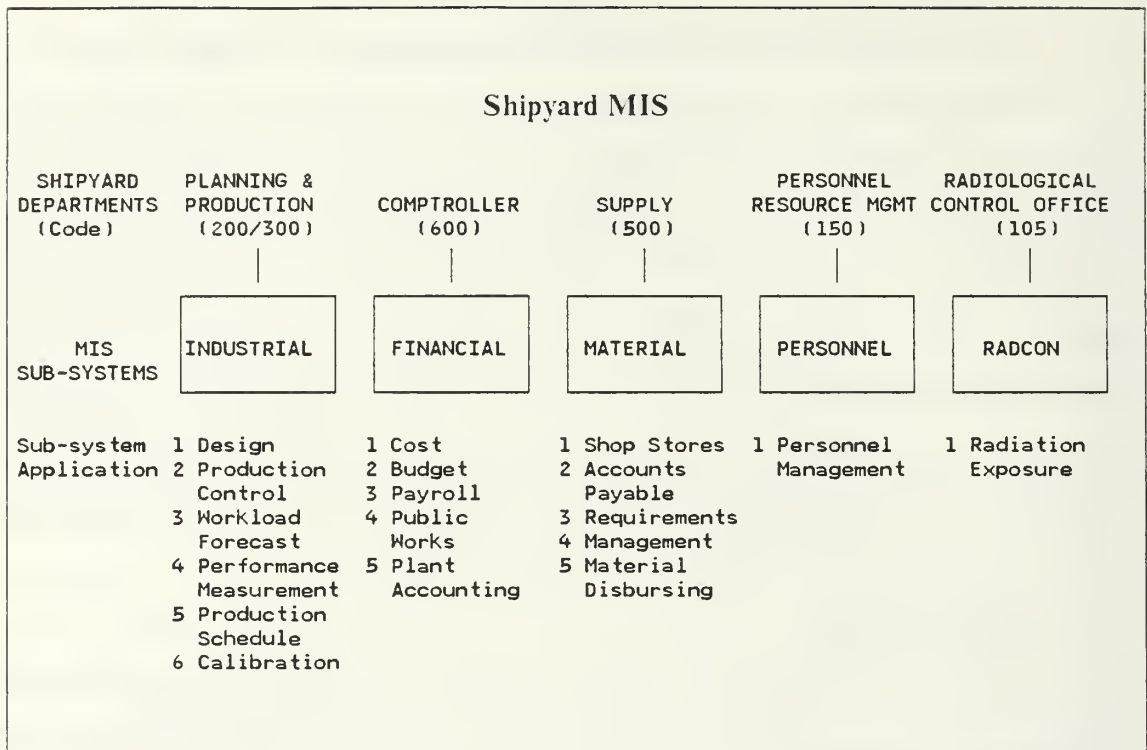 Shipyard MIS
SHIPYARD PLANNING & PERSONNEL RADIOLOGICAL
DEPARTMENTS PRODUCTION COMPTROLLER SUPPLY RESOURCE MGMT CONTROL OFFICE
(Code) (200/300) (600) (500) (150) (105)
INDUSTRIAL FINANCIAL MATERIAL PERSONNEL RADCON
MIS
SUB-SYSTEMS
Sub-system 1 Design 1 Cost 1 Shop Stores 1 Personnel 1 Radiation
Application 2 Production 2 Budget 2 Accounts Management Exposure
Control 3 Payroll Payable
3 Workload 4 Public 3 Requirements
Forecast Works 4 Management
4 Performance 5 Plant 5 Material
Measurement Accounting Disbursing
5 Production
Schedule
6 Calibration